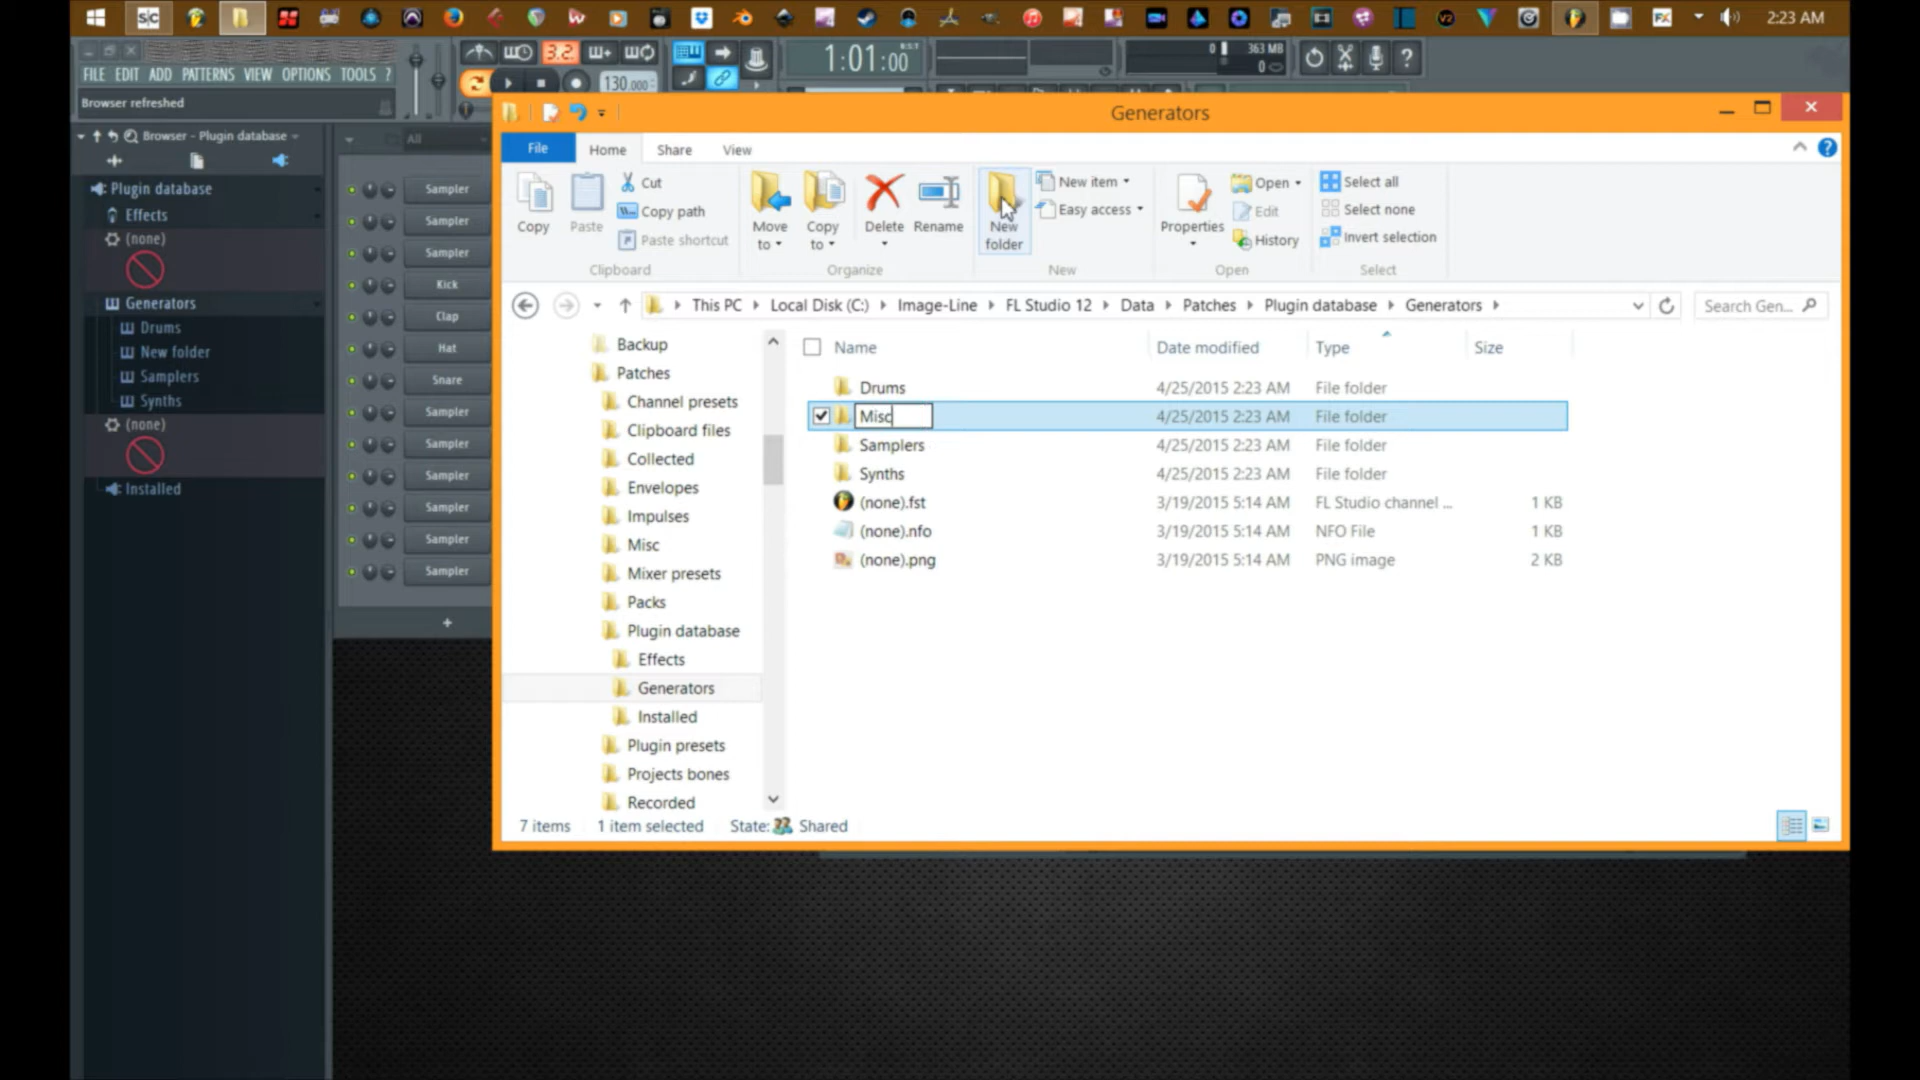 2:23 AM
FILE EDIT ADD PATTERNS VIEW OPTIONS TOOLS ?
3.2.
130.000
1:01:00
0
363 MB
0
?
Browser refreshed
Browser - Plugin database
All
Plugin database
Effects
(none)
Generators
Drums
New folder
Samplers
Synths
(none)
Installed
Sampler
Sampler
Sampler
Kick
Clap
Hat
Snare
Sampler
Sampler
Sampler
Sampler
Sampler
Sampler
+
Generators
File Home Share View
Copy
Paste
Cut
Copy path
Paste shortcut
Clipboard
Move to
Copy to
Delete
Rename
Organize
New folder
New item
Easy access
New
Properties
Open
Edit
History
Open
Select all
Select none
Invert selection
Select
This PC Local Disk (C:) Image-Line FL Studio 12 Data Patches Plugin database Generators
Search Gen...
Backup
Patches
Channel presets
Clipboard files
Collected
Envelopes
Impulses
Misc
Mixer presets
Packs
Plugin database
Effects
Generators
Installed
Plugin presets
Projects bones
Recorded
Name Date modified Type Size
Drums 4/25/2015 2:23 AM File folder
Misc 4/25/2015 2:23 AM File folder
Samplers 4/25/2015 2:23 AM File folder
Synths 4/25/2015 2:23 AM File folder
(none).fst 3/19/2015 5:14 AM FL Studio channel ... 1 KB
(none).nfo 3/19/2015 5:14 AM NFO File 1 KB
(none).png 3/19/2015 5:14 AM PNG image 2 KB
7 items 1 item selected State: Shared